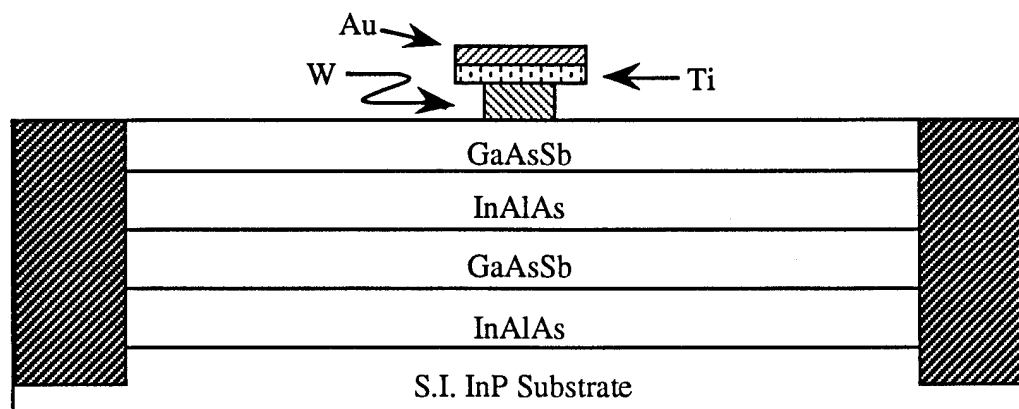 Au
W
Ti
GaAsSb
InAlAs
GaAsSb
InAlAs
S.I. InP Substrate